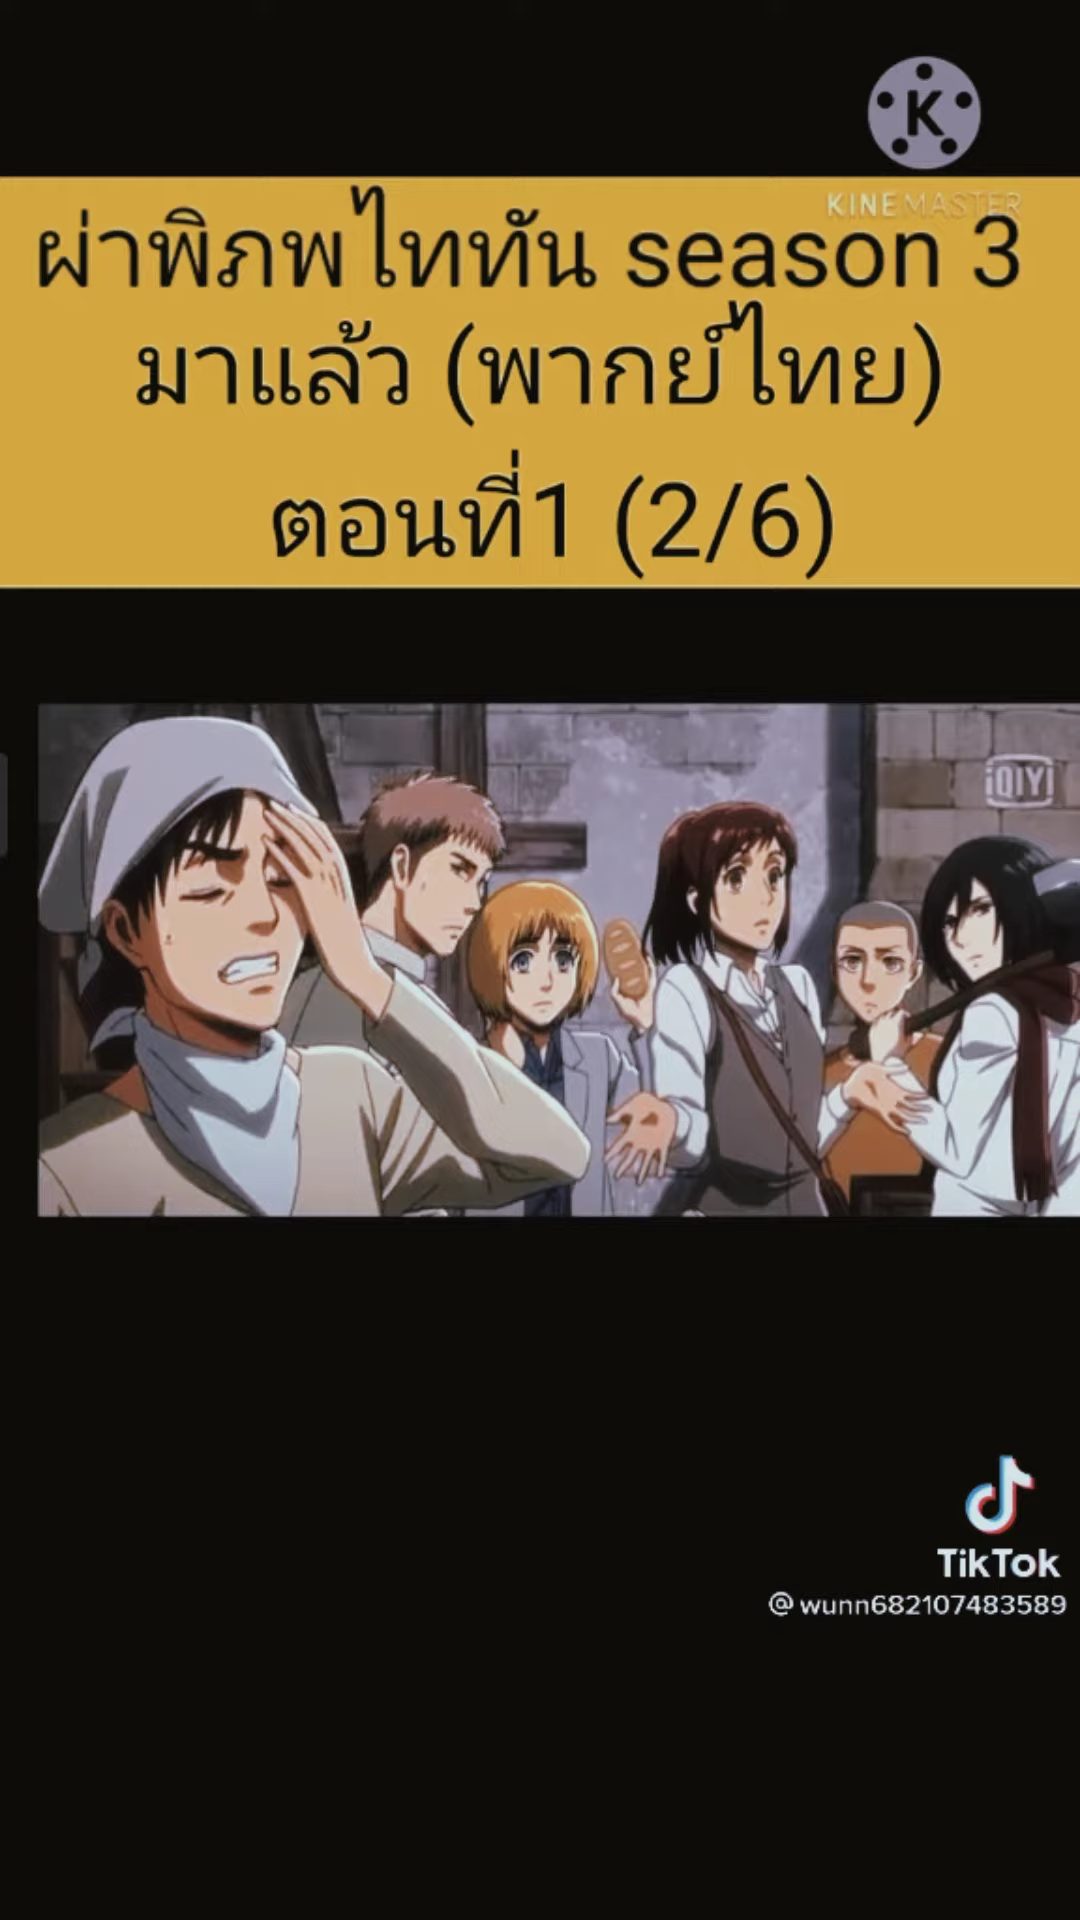 K
KINEMASTER
ผ่าพิภพไททัน season 3
มาแล้ว (พากย์ไทย)
ตอนที่1 (2/6)
iQIYI
TikTok
@wunn682107483589